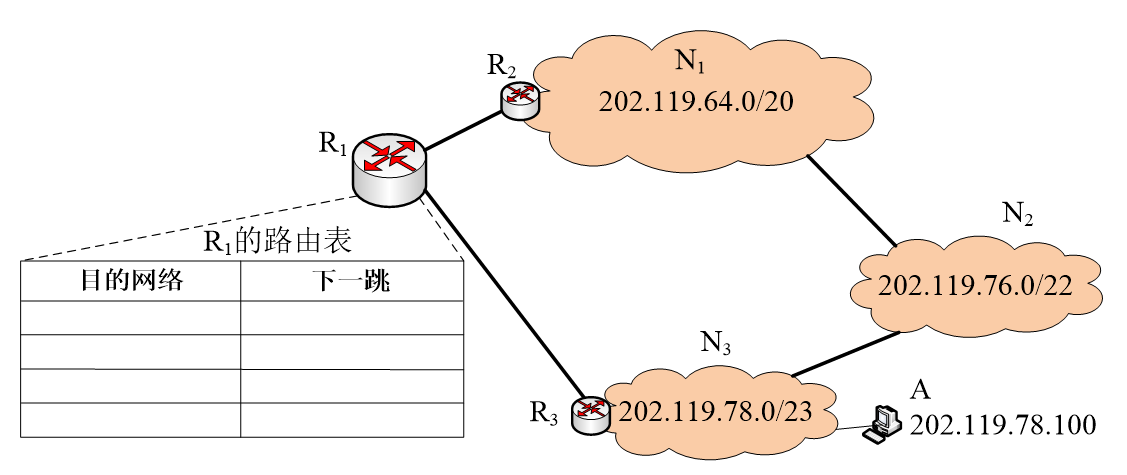 R₂
N₁
202.119.64.0/20
R₁
N₂
R₁的路由表
目的网络 下一跳
202.119.76.0/22
N₃
R₃
202.119.78.0/23
A
202.119.78.100